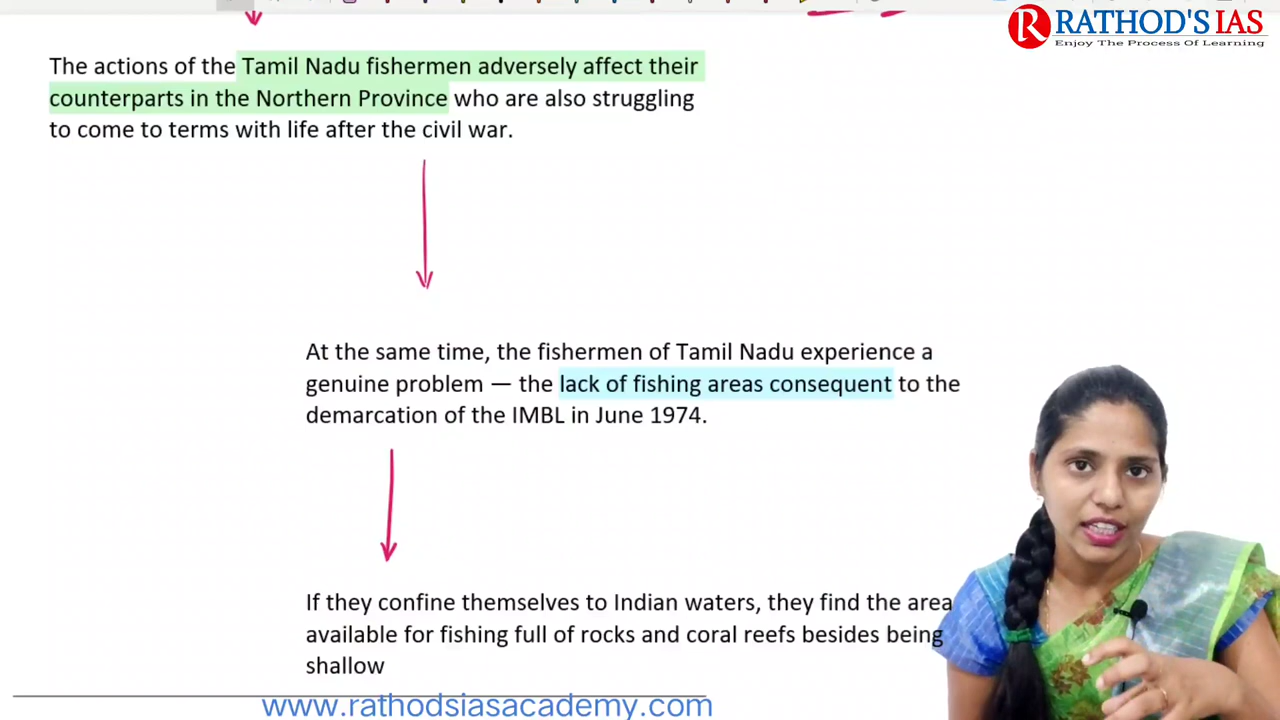 RATHOD'S IAS
Enjoy The Process Of Learning
The actions of the Tamil Nadu fishermen adversely affect their
counterparts in the Northern Province who are also struggling
to come to terms with life after the civil war.
At the same time, the fishermen of Tamil Nadu experience a
genuine problem — the lack of fishing areas consequent to the
demarcation of the IMBL in June 1974.
If they confine themselves to Indian waters, they find the area
available for fishing full of rocks and coral reefs besides being
shallow
www.rathodsiasacademy.com